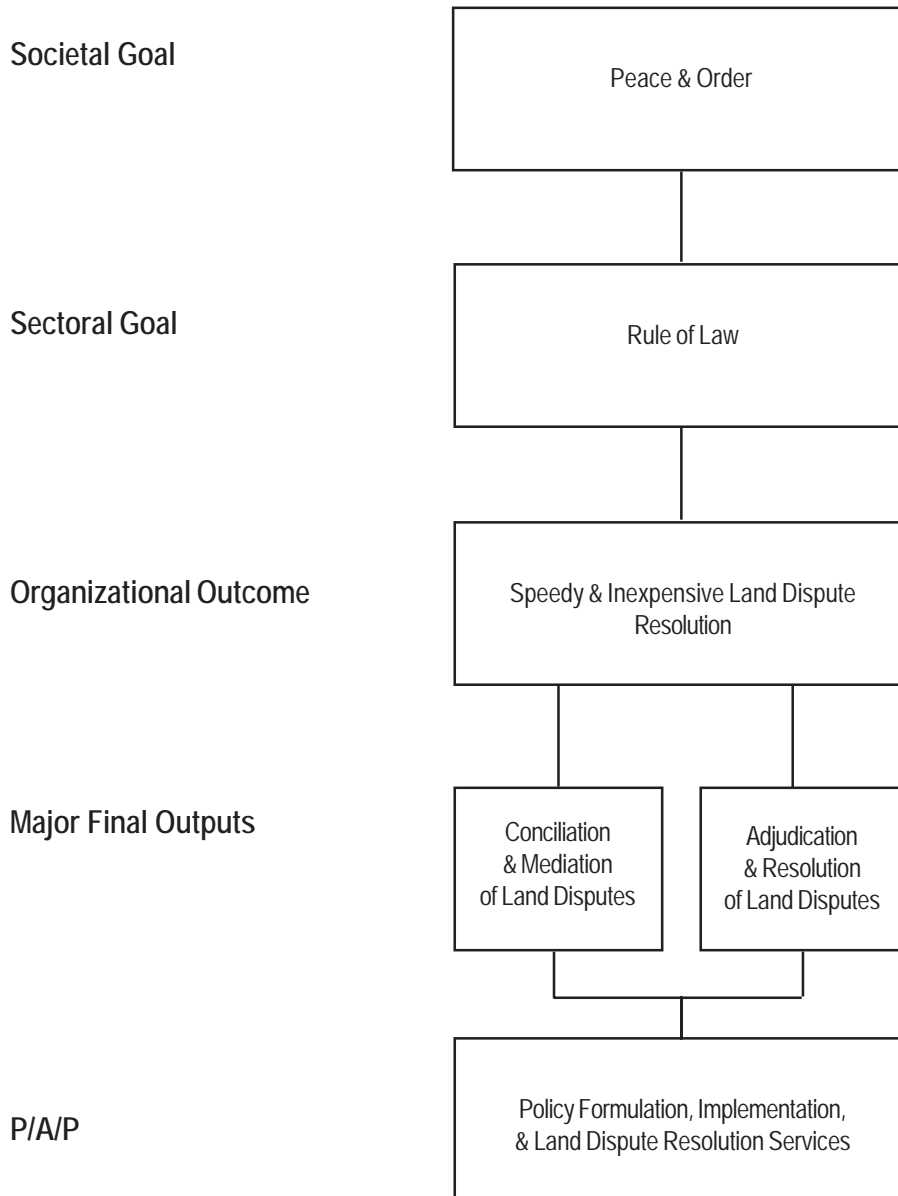 Societal Goal
Peace & Order
Sectoral Goal
Rule of Law
Organizational Outcome
Speedy & Inexpensive Land Dispute
Resolution
Major Final Outputs
Conciliation
& Mediation
of Land Disputes
Adjudication
& Resolution
of Land Disputes
P/A/P
Policy Formulation, Implementation,
& Land Dispute Resolution Services